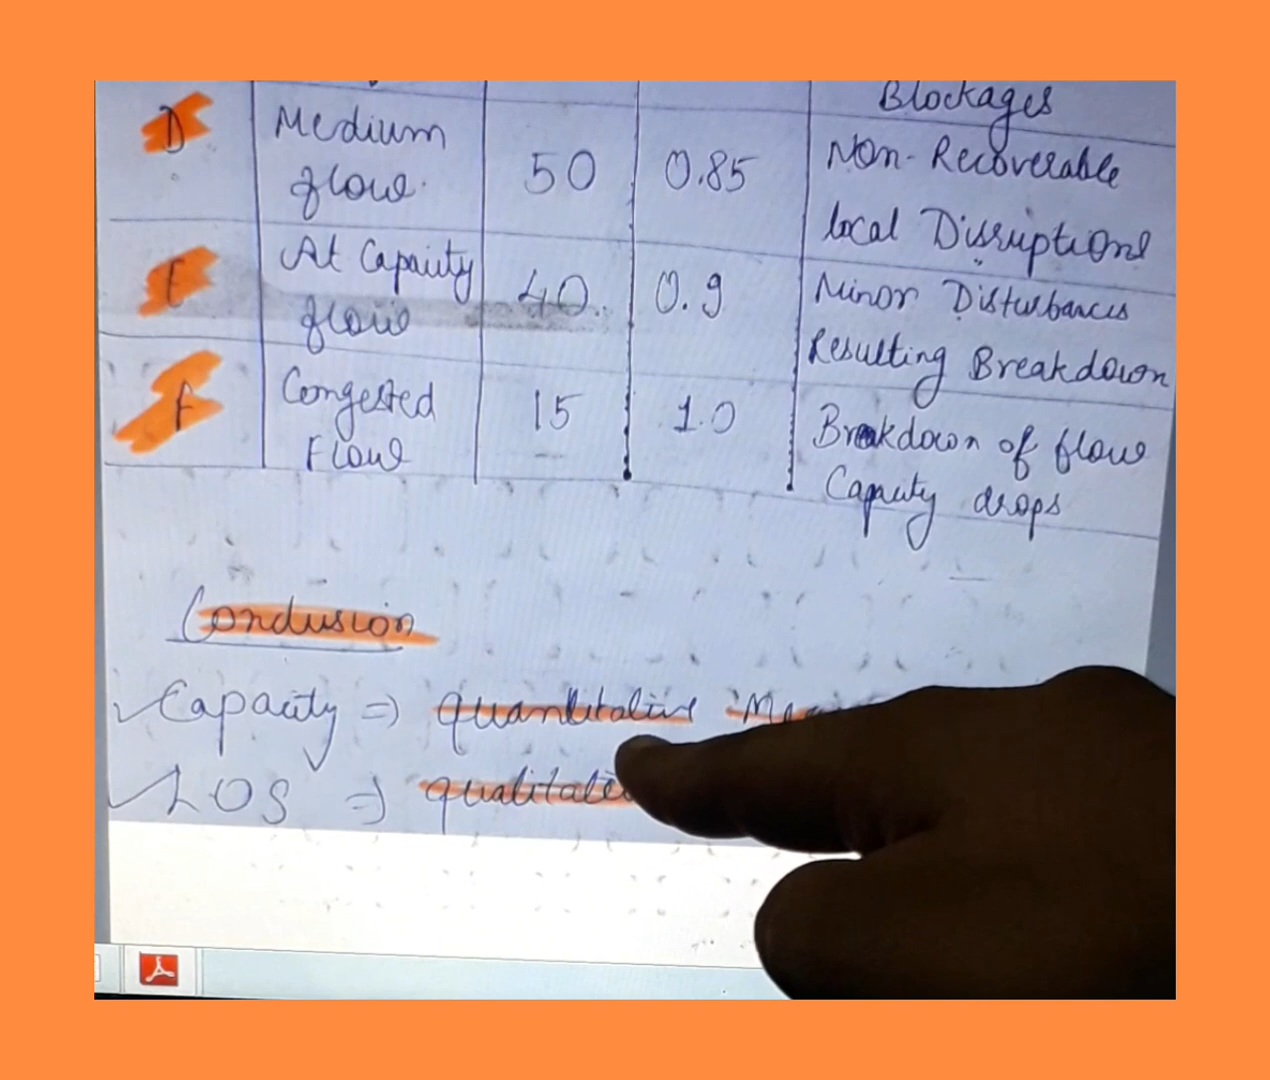 Blockages
D Medium flow. 50 0.85 Non-Recoverable local Disruptions
E At Capacity flow 40. 0.9 Minor Disturbances Resulting Breakdown
F Congested Flow 15 1.0 Breakdown of flow Capacity drops
Conclusion
Capacity => quantitative
LOS => qualitati